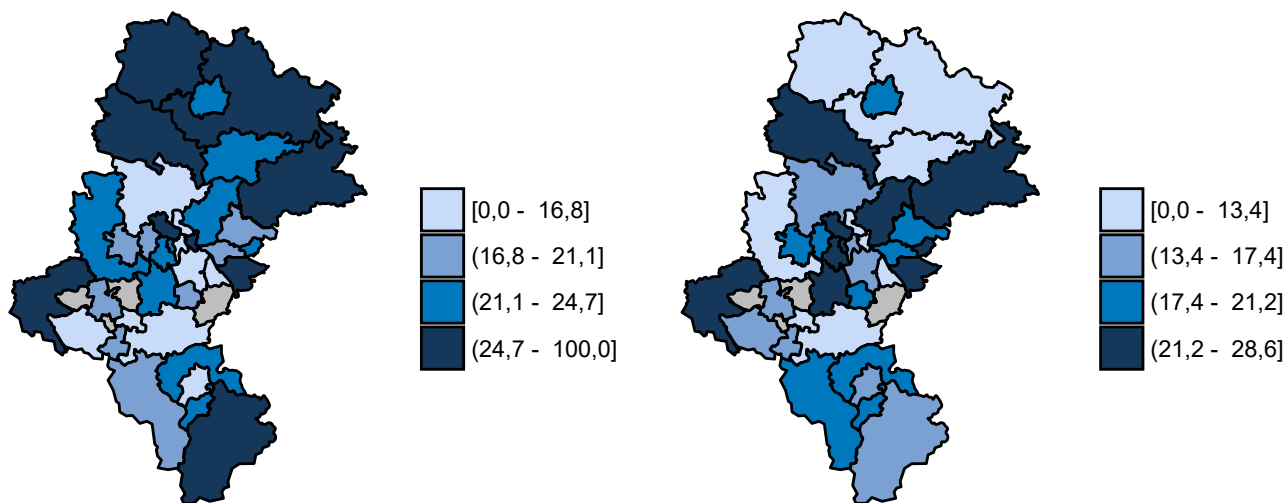 [0,0 - 16,8]
(16,8 - 21,1]
(21,1 - 24,7]
(24,7 - 100,0]
[0,0 - 13,4]
(13,4 - 17,4]
(17,4 - 21,2]
(21,2 - 28,6]